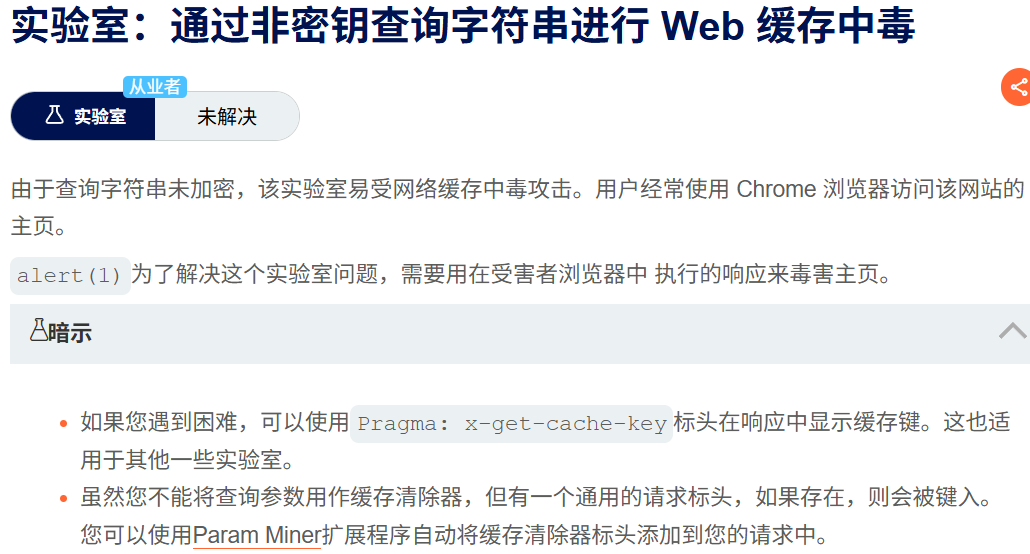 实验室：通过非密钥查询字符串进行 Web 缓存中毒
从业者
实验室
未解决
由于查询字符串未加密，该实验室易受网络缓存中毒攻击。用户经常使用 Chrome 浏览器访问该网站的
主页。
alert(1)为了解决这个实验室问题，需要用在受害者浏览器中 执行的响应来毒害主页。
暗示
• 如果您遇到困难，可以使用Pragma: x-get-cache-key标头在响应中显示缓存键。这也适
用于其他一些实验室。
• 虽然您不能将查询参数用作缓存清除器，但有一个通用的请求标头，如果存在，则会被键入。
您可以使用Param Miner扩展程序自动将缓存清除器标头添加到您的请求中。